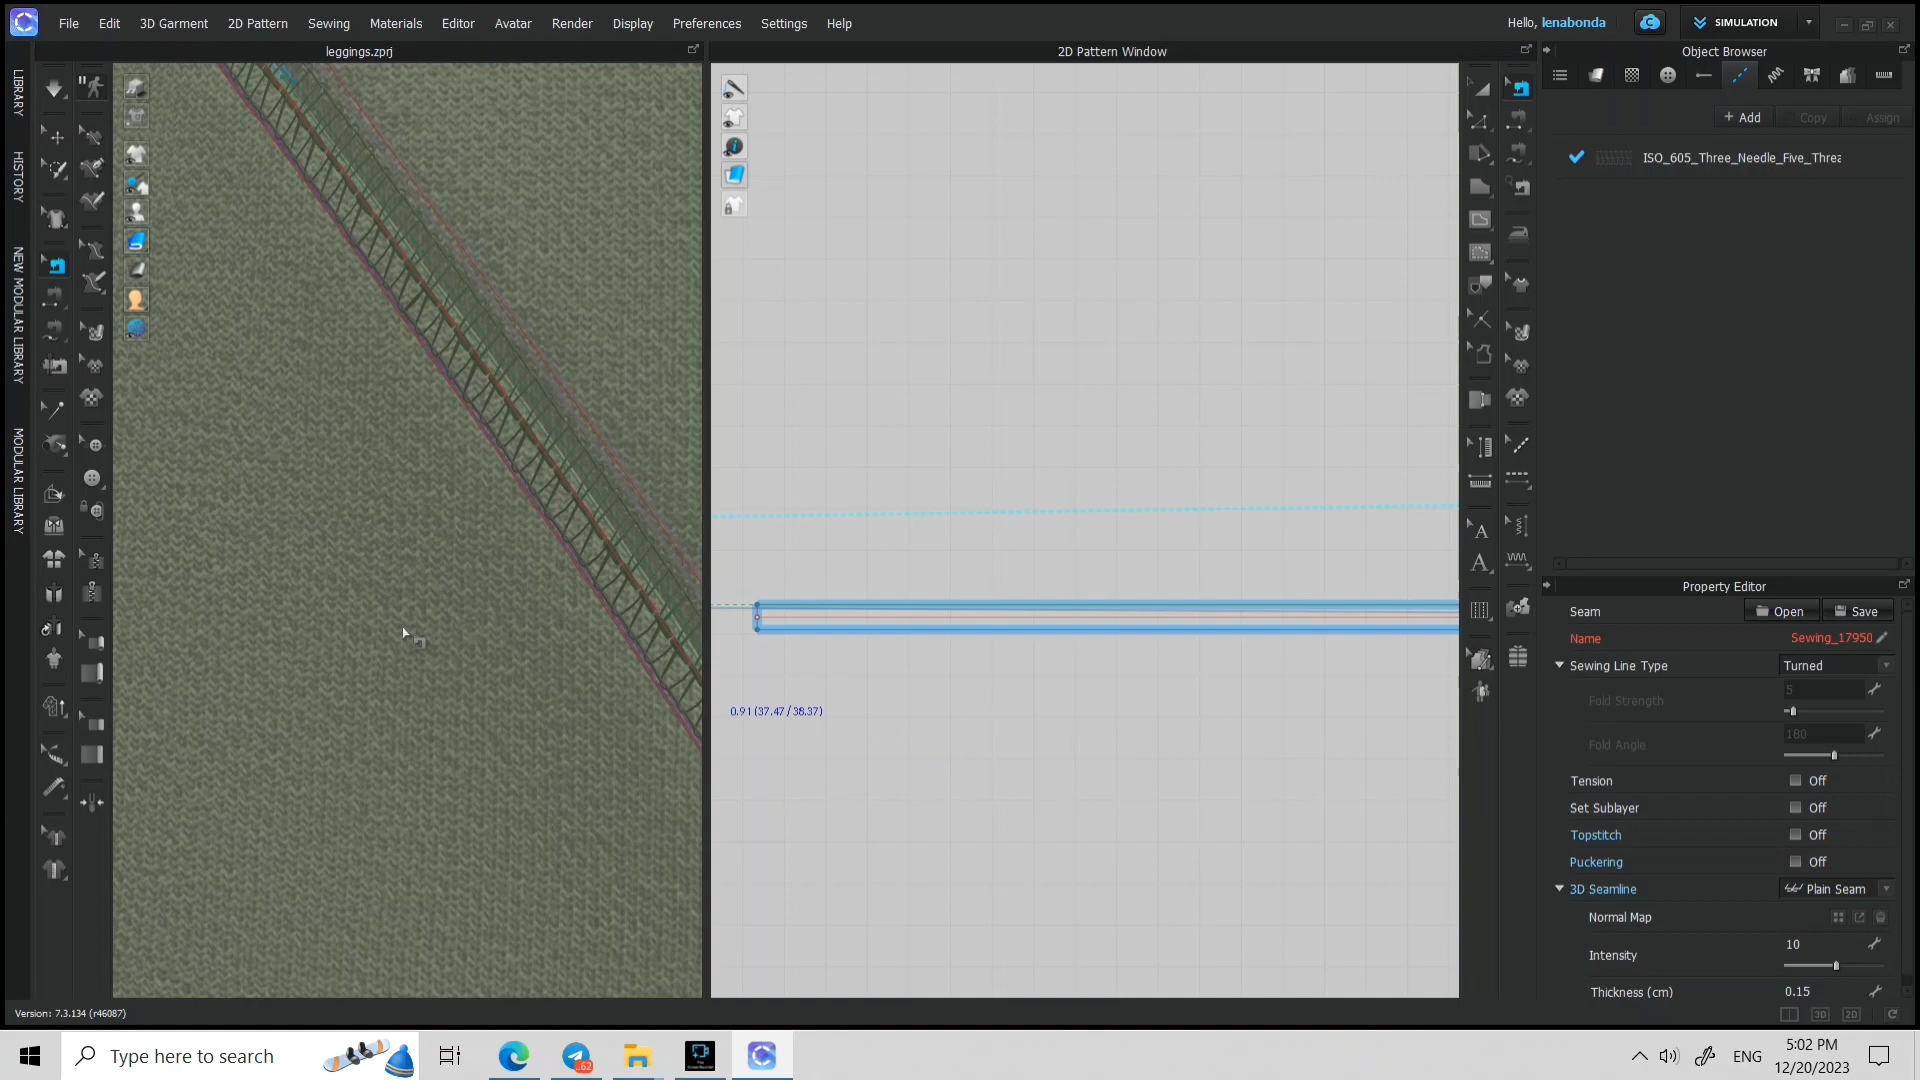 File Edit 3D Garment 2D Pattern Sewing Materials Editor Avatar Render Display Preferences Settings Help
Hello, lenabonda
SIMULATION
leggings.zprj
2D Pattern Window
Object Browser
LIBRARY
HISTORY
NEW MODULAR LIBRARY
MODULAR LIBRARY
+ Add Copy Assign
ISO_605_Three_Needle_Five_Threa
0.91 (37.47 / 38.37)
Property Editor
Seam Open Save
Name Sewing_17950
Sewing Line Type Turned
Fold Strength 5
Fold Angle 180
Tension Off
Set Sublayer Off
Topstitch Off
Puckering Off
3D Seamline Plain Seam
Normal Map
Intensity 10
Thickness (cm) 0.15
3D 2D
A
A
Version: 7.3.134 (r46087)
Type here to search
62
ENG
5:02 PM
12/20/2023